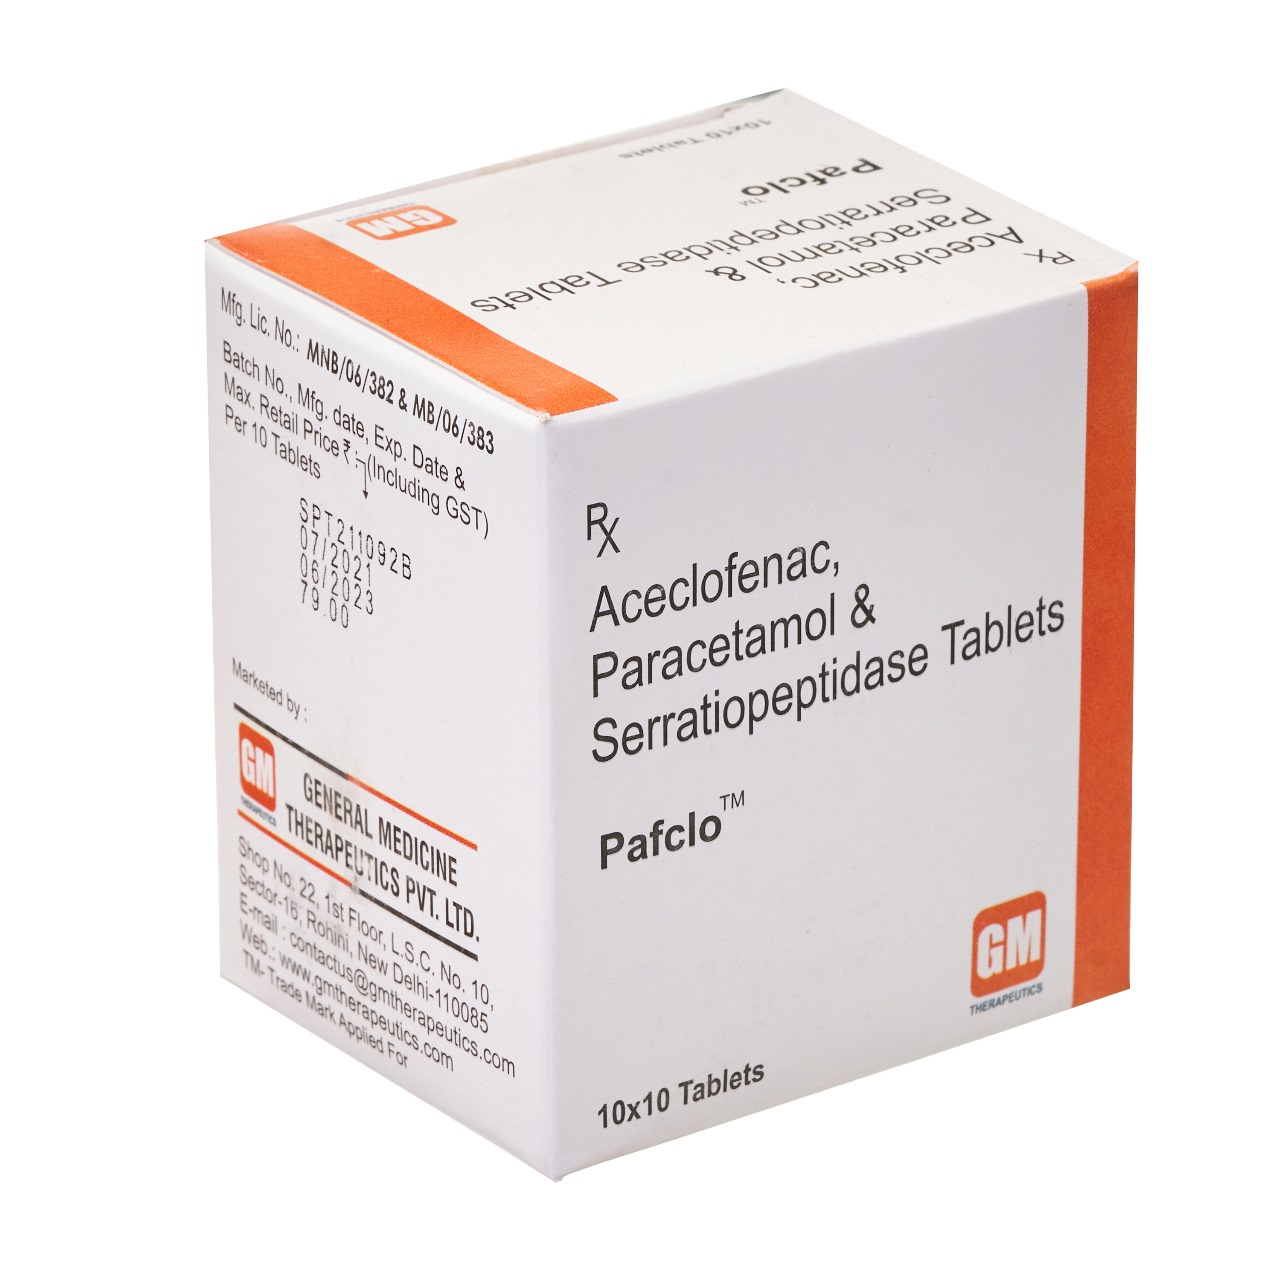 10x10 Tablets
Pafclo™
Rx
Aceclofenac,
Paracetamol &
Serratiopeptidase Tablets
GM
THERAPEUTICS
Mfg. Lic. No.: MNB/06/382 & MB/06/383
Batch No., Mfg. date, Exp. Date &
Max. Retail Price ₹ : (Including GST)
Per 10 Tablets
SPT211092B
07/2021
06/2023
79.00
Marketed by :
GM
THERAPEUTICS
GENERAL MEDICINE
THERAPEUTICS PVT. LTD.
Shop No. 22, 1st Floor, L.S.C. No. 10,
Sector-16, Rohini, New Delhi-110085
E-mail : contactus@gmtherapeutics.com
Web.: www.gmtherapeutics.com
TM- Trade Mark Applied For
Rx
Aceclofenac,
Paracetamol &
Serratiopeptidase Tablets
Pafclo™
GM
THERAPEUTICS
10x10 Tablets